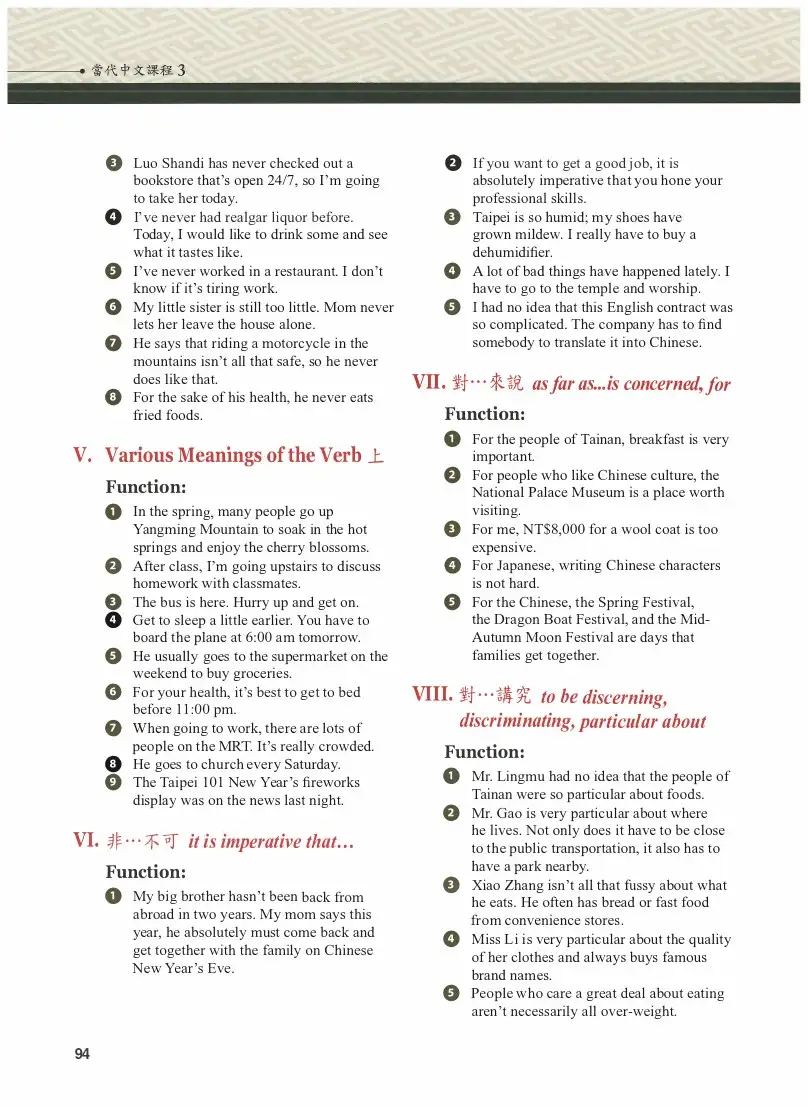 當代中文課程 3
3 Luo Shandi has never checked out a
bookstore that's open 24/7, so I'm going
to take her today.
4 I've never had realgar liquor before.
Today, I would like to drink some and see
what it tastes like.
5 I've never worked in a restaurant. I don't
know if it's tiring work.
6 My little sister is still too little. Mom never
lets her leave the house alone.
7 He says that riding a motorcycle in the
mountains isn't all that safe, so he never
does like that.
8 For the sake of his health, he never eats
fried foods.
V. Various Meanings of the Verb 上
Function:
1 In the spring, many people go up
Yangming Mountain to soak in the hot
springs and enjoy the cherry blossoms.
2 After class, I'm going upstairs to discuss
homework with classmates.
3 The bus is here. Hurry up and get on.
4 Get to sleep a little earlier. You have to
board the plane at 6:00 am tomorrow.
5 He usually goes to the supermarket on the
weekend to buy groceries.
6 For your health, it's best to get to bed
before 11:00 pm.
7 When going to work, there are lots of
people on the MRT. It's really crowded.
8 He goes to church every Saturday.
9 The Taipei 101 New Year's fireworks
display was on the news last night.
VI. 非…不可 it is imperative that…
Function:
1 My big brother hasn't been back from
abroad in two years. My mom says this
year, he absolutely must come back and
get together with the family on Chinese
New Year's Eve.
2 If you want to get a good job, it is
absolutely imperative that you hone your
professional skills.
3 Taipei is so humid; my shoes have
grown mildew. I really have to buy a
dehumidifier.
4 A lot of bad things have happened lately. I
have to go to the temple and worship.
5 I had no idea that this English contract was
so complicated. The company has to find
somebody to translate it into Chinese.
VII. 對…來說 as far as...is concerned, for
Function:
1 For the people of Tainan, breakfast is very
important.
2 For people who like Chinese culture, the
National Palace Museum is a place worth
visiting.
3 For me, NT$8,000 for a wool coat is too
expensive.
4 For Japanese, writing Chinese characters
is not hard.
5 For the Chinese, the Spring Festival,
the Dragon Boat Festival, and the Mid-
Autumn Moon Festival are days that
families get together.
VIII. 對…講究 to be discerning,
discriminating, particular about
Function:
1 Mr. Lingmu had no idea that the people of
Tainan were so particular about foods.
2 Mr. Gao is very particular about where
he lives. Not only does it have to be close
to the public transportation, it also has to
have a park nearby.
3 Xiao Zhang isn't all that fussy about what
he eats. He often has bread or fast food
from convenience stores.
4 Miss Li is very particular about the quality
of her clothes and always buys famous
brand names.
5 People who care a great deal about eating
aren't necessarily all over-weight.
94